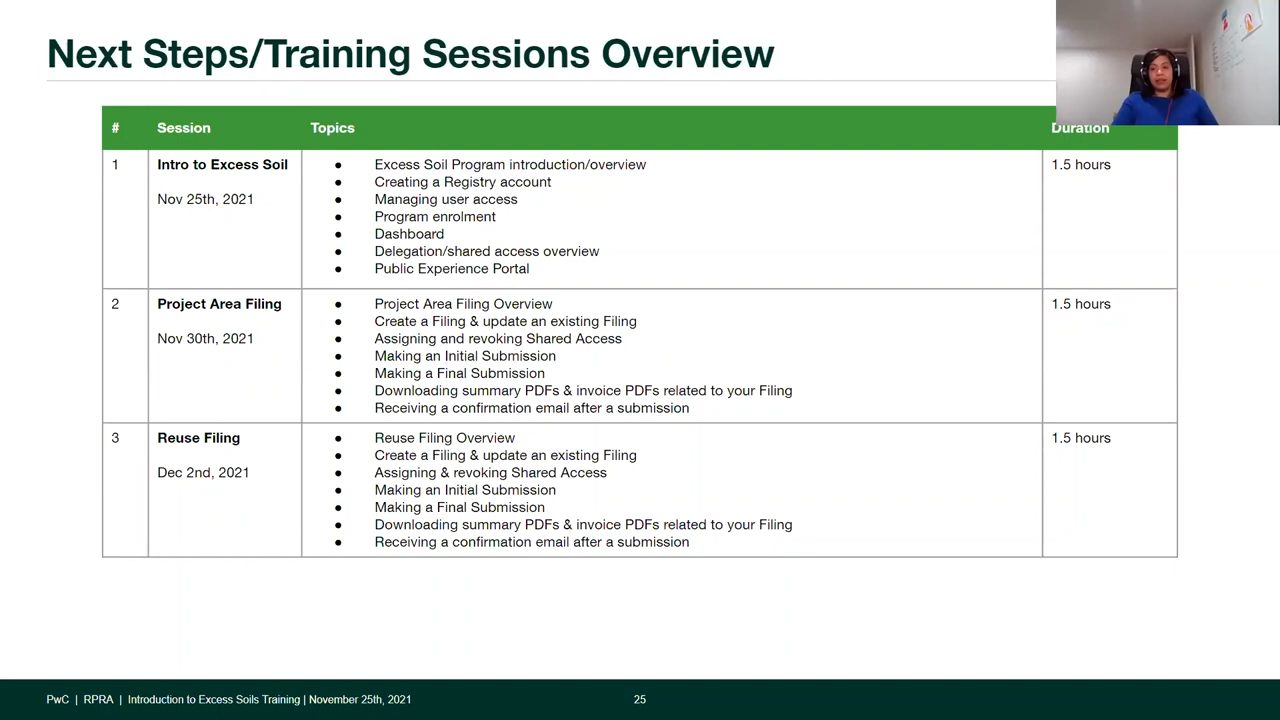 Next Steps/Training Sessions Overview
# Session Topics Duration
1 Intro to Excess Soil
Nov 25th, 2021
● Excess Soil Program introduction/overview
● Creating a Registry account
● Managing user access
● Program enrolment
● Dashboard
● Delegation/shared access overview
● Public Experience Portal
1.5 hours
2 Project Area Filing
Nov 30th, 2021
● Project Area Filing Overview
● Create a Filing & update an existing Filing
● Assigning and revoking Shared Access
● Making an Initial Submission
● Making a Final Submission
● Downloading summary PDFs & invoice PDFs related to your Filing
● Receiving a confirmation email after a submission
1.5 hours
3 Reuse Filing
Dec 2nd, 2021
● Reuse Filing Overview
● Create a Filing & update an existing Filing
● Assigning & revoking Shared Access
● Making an Initial Submission
● Making a Final Submission
● Downloading summary PDFs & invoice PDFs related to your Filing
● Receiving a confirmation email after a submission
1.5 hours
PwC | RPRA | Introduction to Excess Soils Training | November 25th, 2021 25